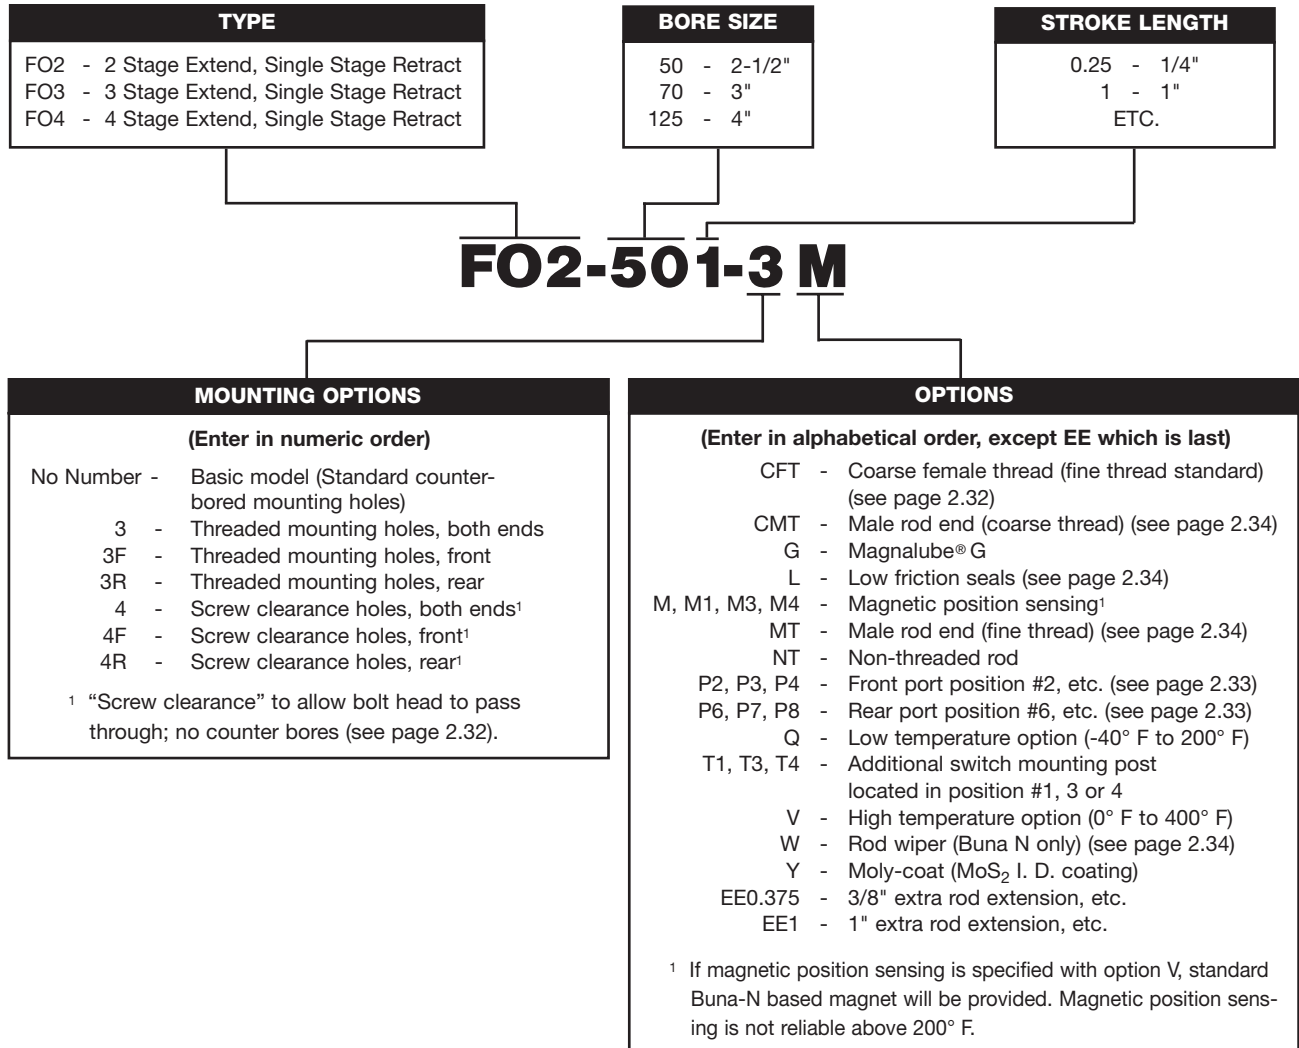 TYPE
FO2 - 2 Stage Extend, Single Stage Retract
FO3 - 3 Stage Extend, Single Stage Retract
FO4 - 4 Stage Extend, Single Stage Retract
BORE SIZE
50 - 2-1/2"
70 - 3"
125 - 4"
STROKE LENGTH
0.25 - 1/4"
1 - 1"
ETC.
FO2-501-3 M
MOUNTING OPTIONS
(Enter in numeric order)
No Number - Basic model (Standard counter-
bored mounting holes)
3 - Threaded mounting holes, both ends
3F - Threaded mounting holes, front
3R - Threaded mounting holes, rear
4 - Screw clearance holes, both ends¹
4F - Screw clearance holes, front¹
4R - Screw clearance holes, rear¹
¹ “Screw clearance” to allow bolt head to pass
through; no counter bores (see page 2.32).
OPTIONS
(Enter in alphabetical order, except EE which is last)
CFT - Coarse female thread (fine thread standard)
(see page 2.32)
CMT - Male rod end (coarse thread) (see page 2.34)
G - Magnalube® G
L - Low friction seals (see page 2.34)
M, M1, M3, M4 - Magnetic position sensing¹
MT - Male rod end (fine thread) (see page 2.34)
NT - Non-threaded rod
P2, P3, P4 - Front port position #2, etc. (see page 2.33)
P6, P7, P8 - Rear port position #6, etc. (see page 2.33)
Q - Low temperature option (-40° F to 200° F)
T1, T3, T4 - Additional switch mounting post
located in position #1, 3 or 4
V - High temperature option (0° F to 400° F)
W - Rod wiper (Buna N only) (see page 2.34)
Y - Moly-coat (MoS₂ I. D. coating)
EE0.375 - 3/8" extra rod extension, etc.
EE1 - 1" extra rod extension, etc.
¹ If magnetic position sensing is specified with option V, standard
Buna-N based magnet will be provided. Magnetic position sens-
ing is not reliable above 200° F.